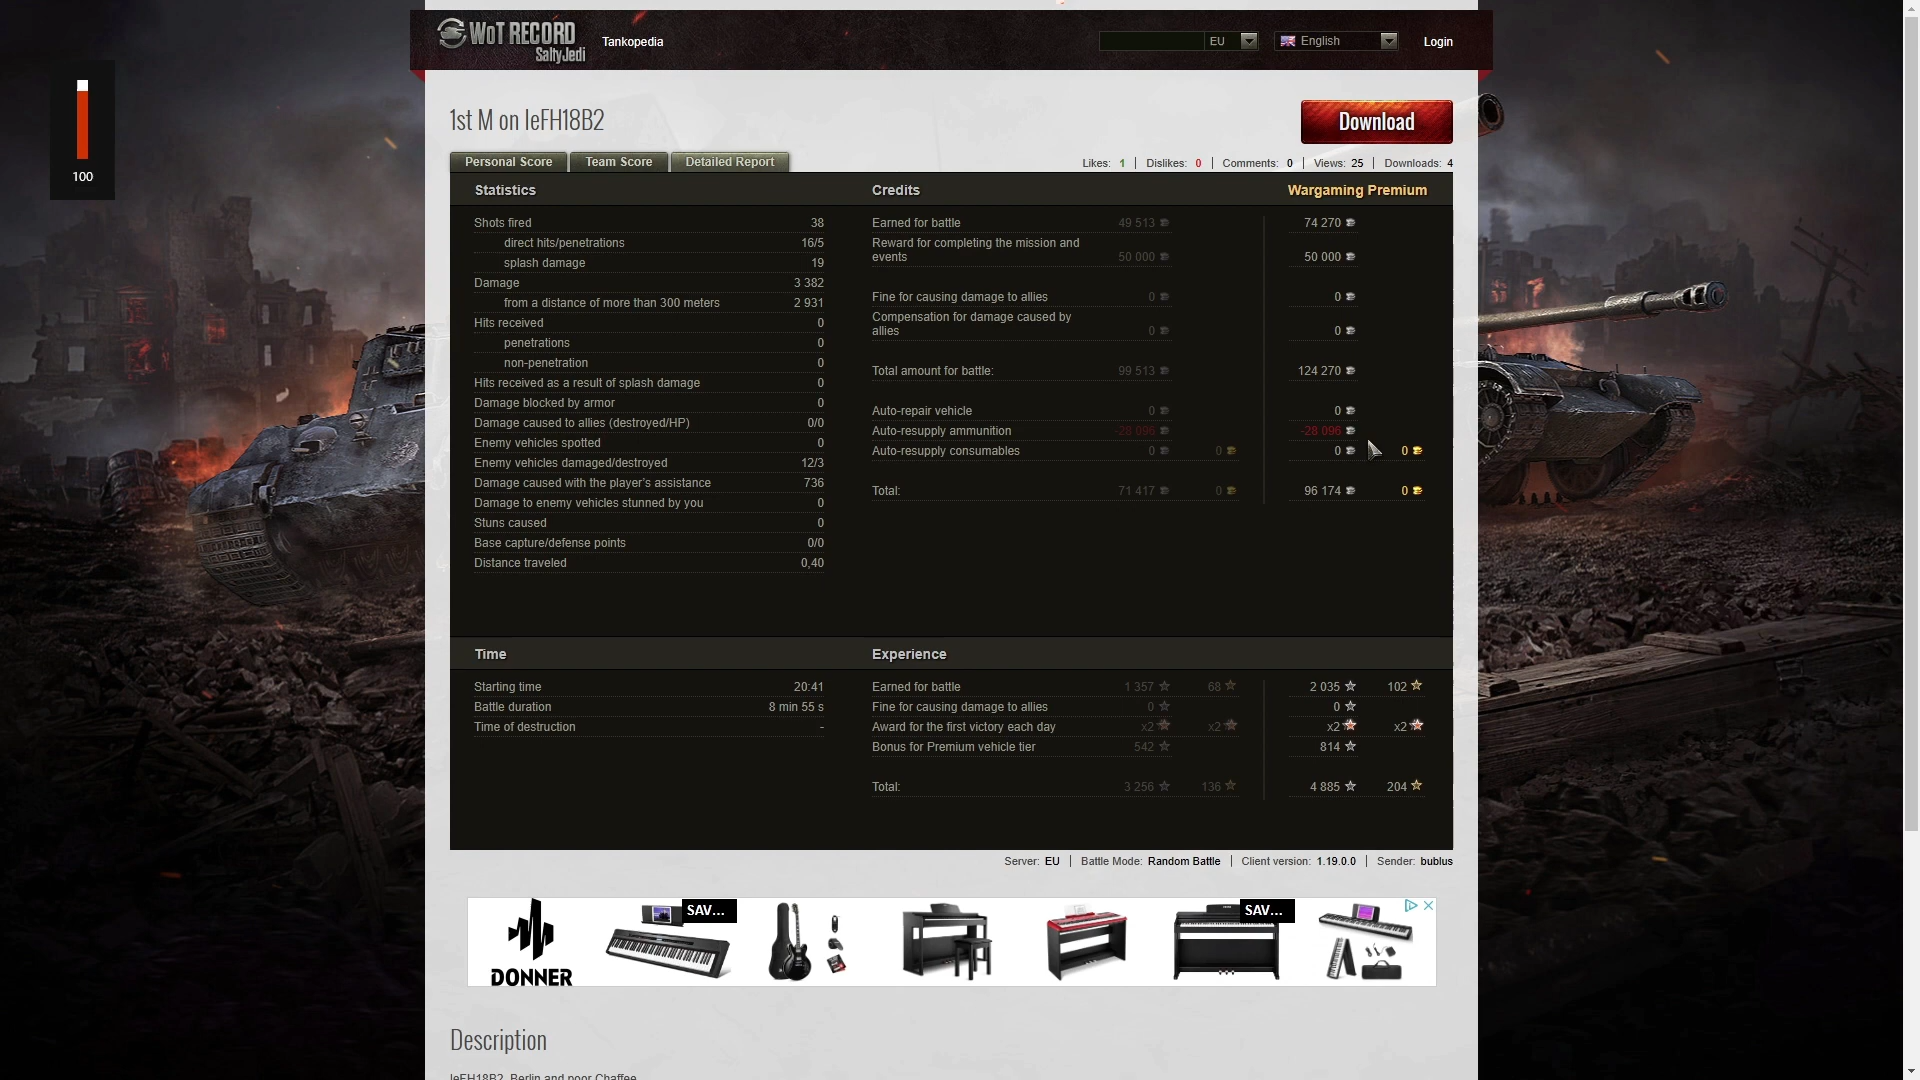 WoT RECORD
SaltyJedi
Tankopedia
EU
English
Login
100
1st M on leFH18B2
Download
Personal Score
Team Score
Detailed Report
Likes: 1 | Dislikes: 0 | Comments: 0 | Views: 25 | Downloads: 4
Statistics
Credits
Wargaming Premium
Shots fired 38
direct hits/penetrations 16/5
splash damage 19
Damage 3 382
from a distance of more than 300 meters 2 931
Hits received 0
penetrations 0
non-penetration 0
Hits received as a result of splash damage 0
Damage blocked by armor 0
Damage caused to allies (destroyed/HP) 0/0
Enemy vehicles spotted 0
Enemy vehicles damaged/destroyed 12/3
Damage caused with the player's assistance 736
Damage to enemy vehicles stunned by you 0
Stuns caused 0
Base capture/defense points 0/0
Distance traveled 0,40
Earned for battle 49 513 74 270
Reward for completing the mission and
events 50 000 50 000
Fine for causing damage to allies 0 0
Compensation for damage caused by
allies 0 0
Total amount for battle: 99 513 124 270
Auto-repair vehicle 0 0
Auto-resupply ammunition -28 096 -28 096
Auto-resupply consumables 0 0 0 0
Total: 71 417 0 96 174 0
Time
Experience
Starting time 20:41
Battle duration 8 min 55 s
Time of destruction -
Earned for battle 1 357 68 2 035 102
Fine for causing damage to allies 0 0
Award for the first victory each day x2 x2 x2 x2
Bonus for Premium vehicle tier 542 814
Total: 3 256 136 4 885 204
Server: EU | Battle Mode: Random Battle | Client version: 1.19.0.0 | Sender: bublus
DONNER
SAV...
SAV...
Description
leFH18B2, Berlin and poor Chaffee